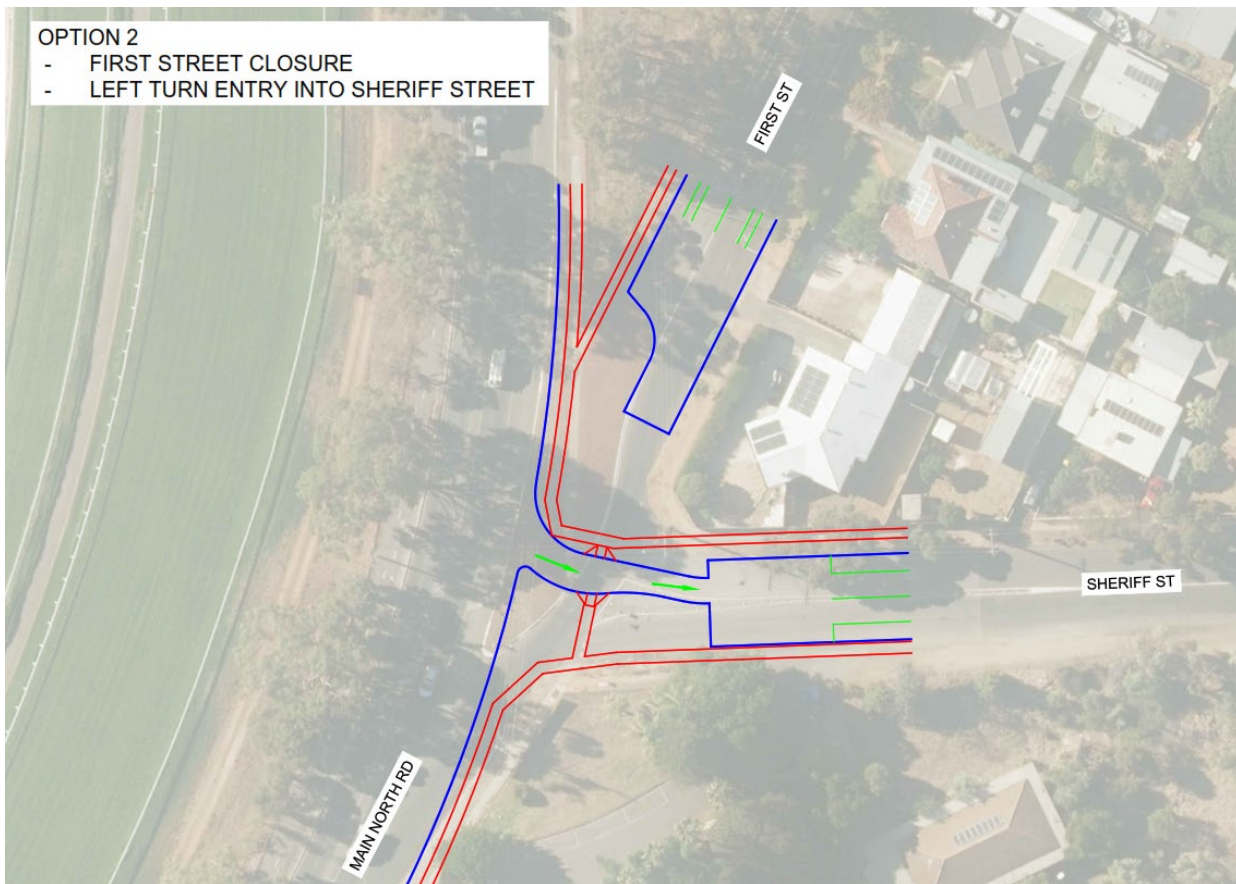 OPTION 2
- FIRST STREET CLOSURE
- LEFT TURN ENTRY INTO SHERIFF STREET
FIRST ST
SHERIFF ST
MAIN NORTH RD